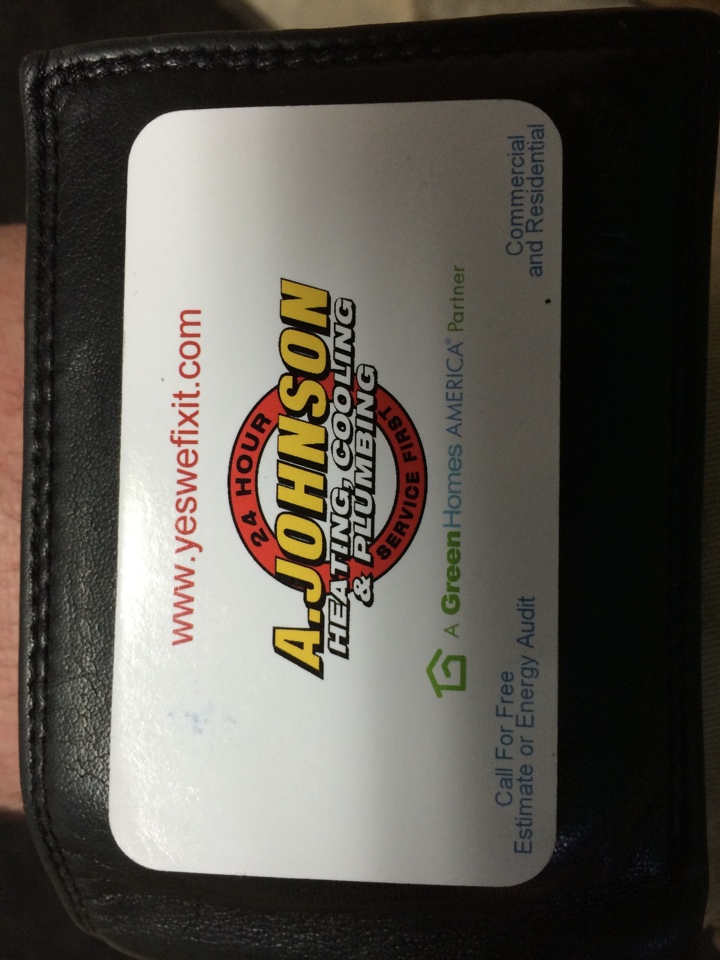 www.yeswefixit.com
24 HOUR
A.JOHNSON
HEATING, COOLING
& PLUMBING
SERVICE FIRST
A GreenHomes AMERICA® Partner
Call For Free
Estimate or Energy Audit
Commercial
and Residential